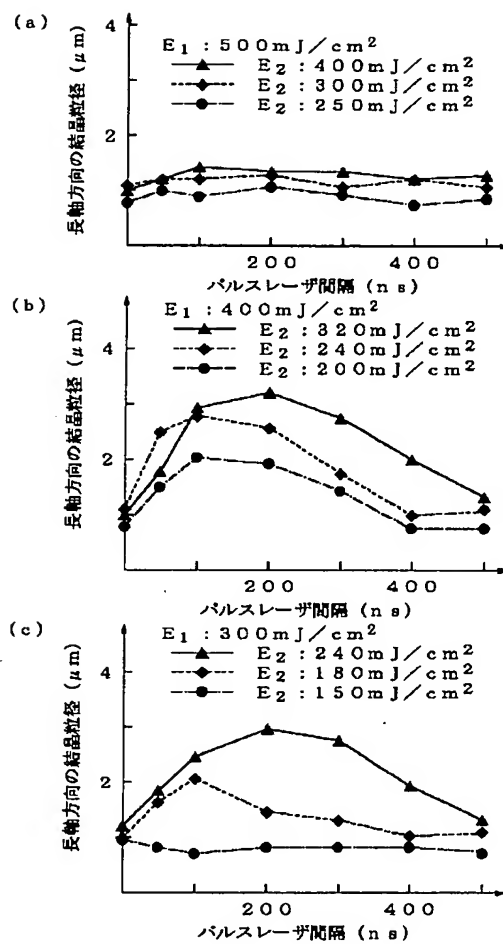 (a)
E₁：500mJ／cm²
E₂：400mJ／cm²
E₂：300mJ／cm²
E₂：250mJ／cm²
長軸方向の結晶粒径 (μm)
4
2
200
400
パルスレーザ間隔 (ns)
(b)
E₁：400mJ／cm²
E₂：320mJ／cm²
E₂：240mJ／cm²
E₂：200mJ／cm²
長軸方向の結晶粒径 (μm)
4
2
200
400
パルスレーザ間隔 (ns)
(c)
E₁：300mJ／cm²
E₂：240mJ／cm²
E₂：180mJ／cm²
E₂：150mJ／cm²
長軸方向の結晶粒径 (μm)
4
2
200
400
パルスレーザ間隔 (ns)